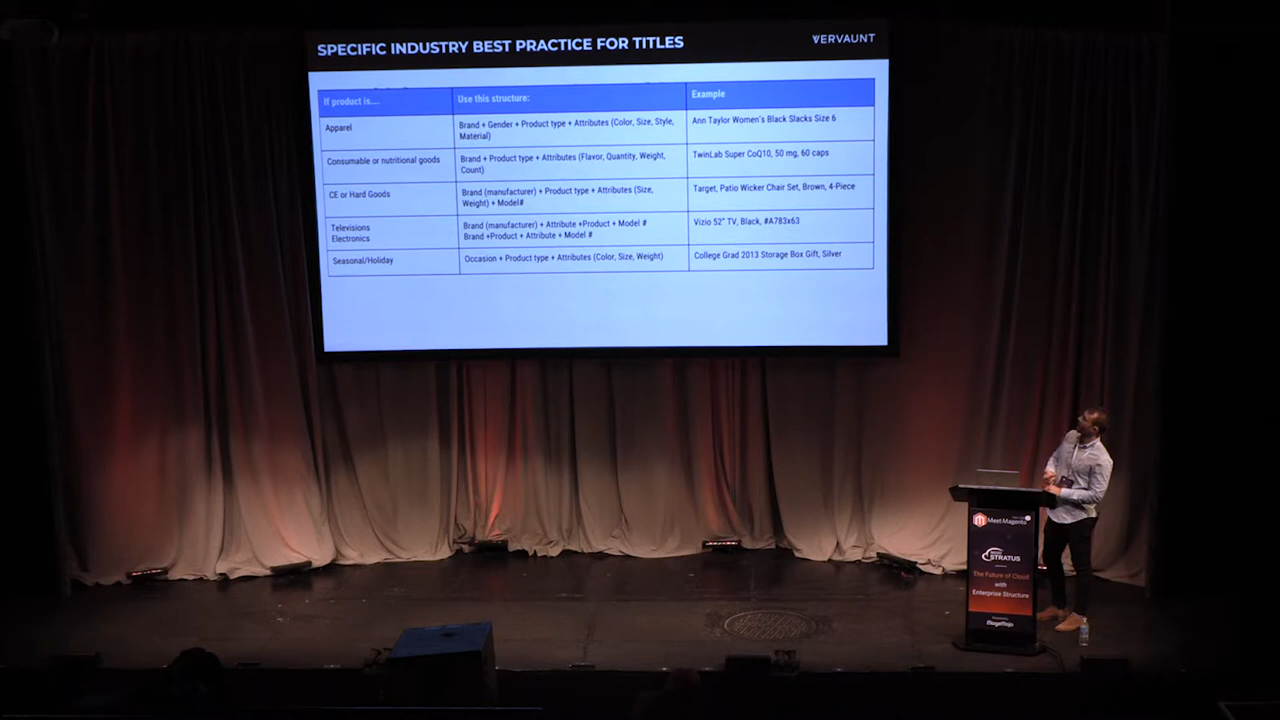 SPECIFIC INDUSTRY BEST PRACTICE FOR TITLES
VERVAUNT
If product is....
Use this structure:
Example
Apparel
Brand + Gender + Product type + Attributes (Color, Size, Style,
Material)
Ann Taylor Women's Black Slacks Size 6
Consumable or nutritional goods
Brand + Product type + Attributes (Flavor, Quantity, Weight,
Count)
TwinLab Super CoQ10, 50 mg, 60 caps
CE or Hard Goods
Brand (manufacturer) + Product type + Attributes (Size,
Weight) + Model#
Target, Patio Wicker Chair Set, Brown, 4-Piece
Televisions
Electronics
Brand (manufacturer) + Attribute +Product + Model #
Brand +Product + Attribute + Model #
Vizio 52" TV, Black, #A783x63
Seasonal/Holiday
Occasion + Product type + Attributes (Color, Size, Weight)
College Grad 2013 Storage Box Gift, Silver
Meet Magento
STRATUS
The Future of Cloud
with
Enterprise Structure
MageMojo